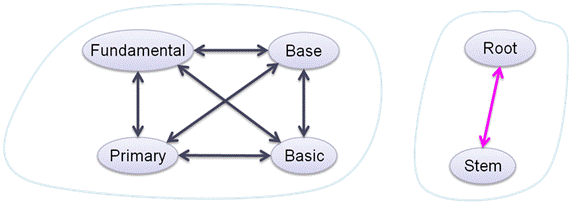 Fundamental
Base
Primary
Basic
Root
Stem